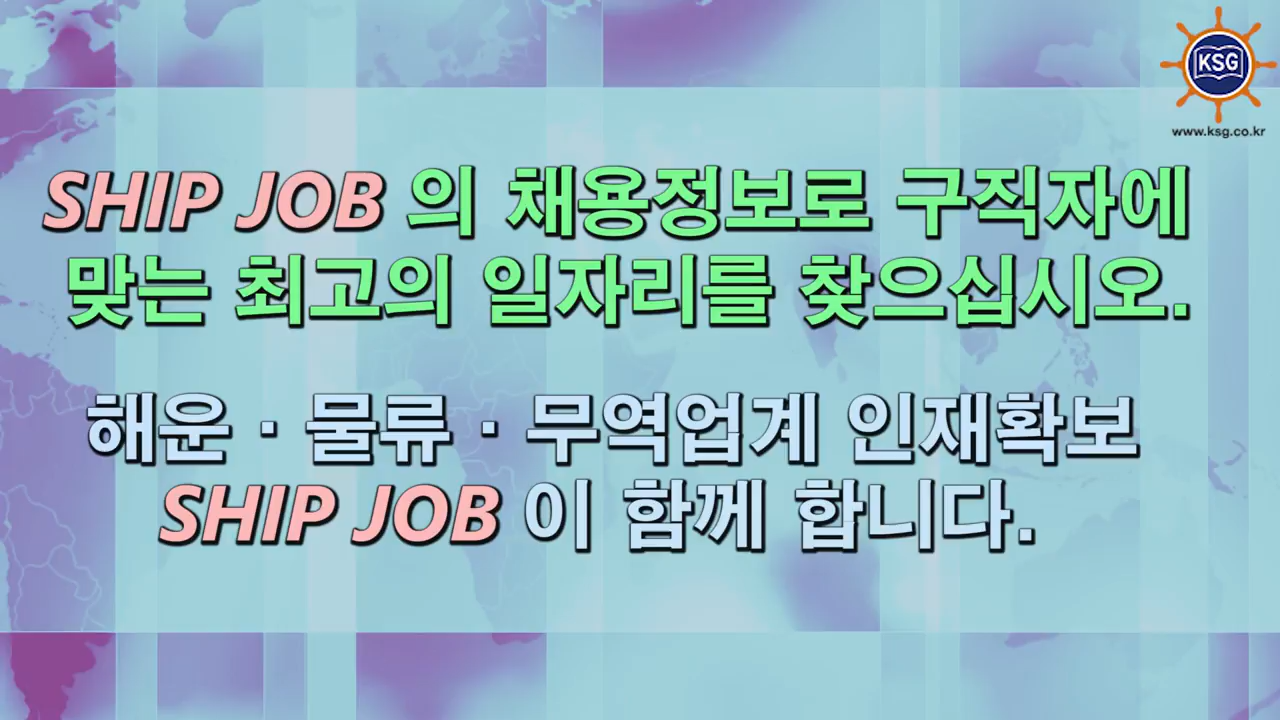 KSG
www.ksg.co.kr
SHIP JOB 의 채용정보로 구직자에
맞는 최고의 일자리를 찾으십시오.
해운 · 물류 · 무역업계 인재확보
SHIP JOB 이 함께 합니다.